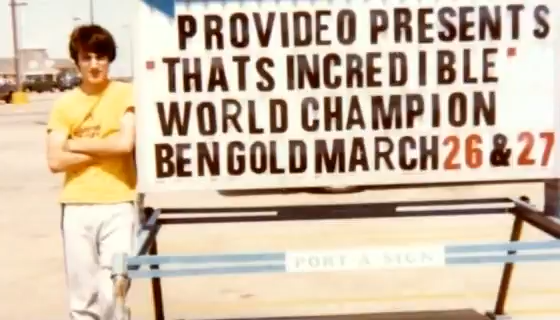 PROVIDEO PRESENTS
"THATS INCREDIBLE"
WORLD CHAMPION
BEN GOLD MARCH 26 & 27
PORT A SIGN